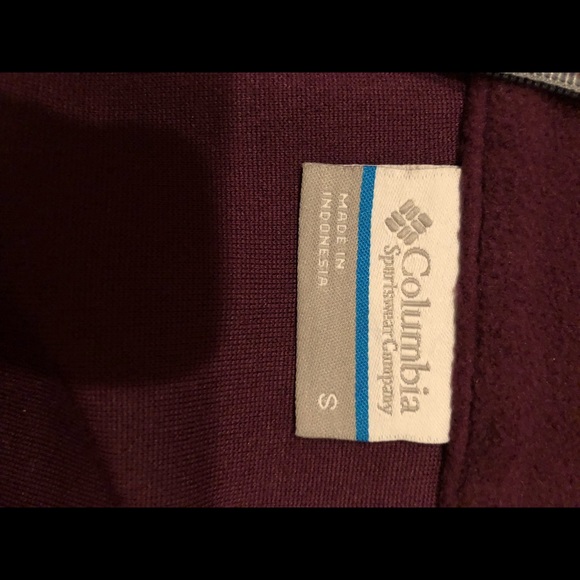 Columbia
Sportswear Company
MADE IN
INDONESIA
S